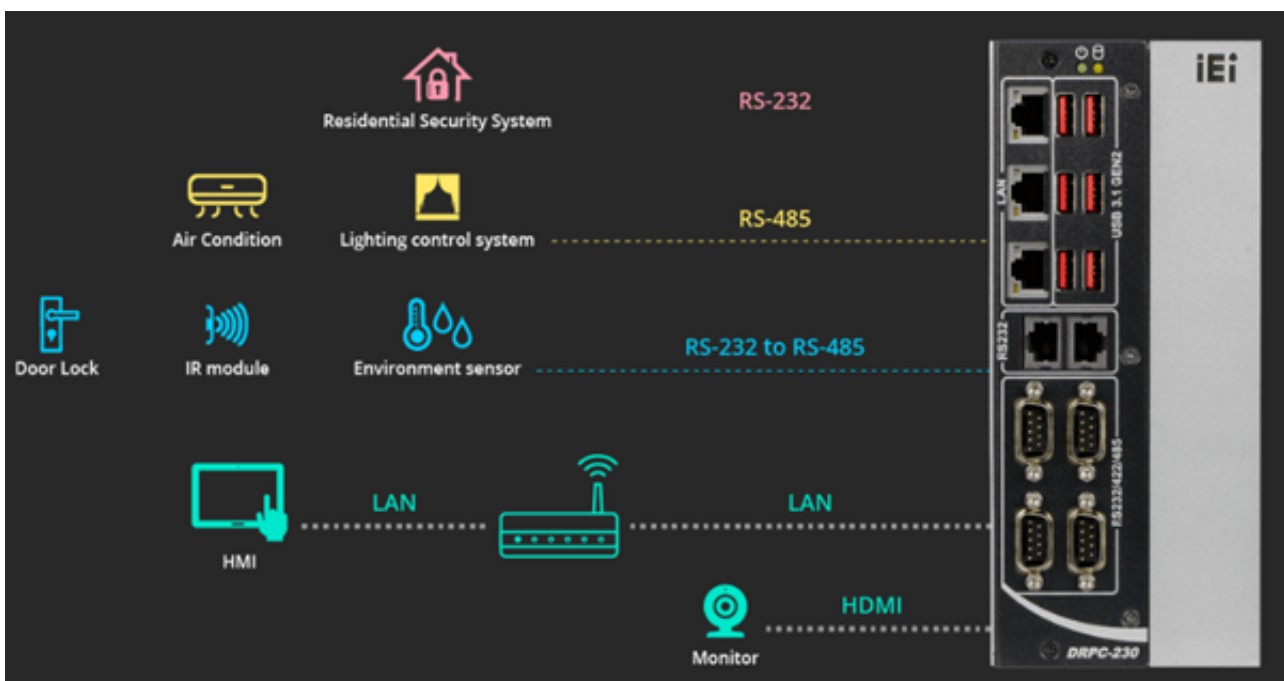 iEi
Residential Security System
RS-232
Air Condition
Lighting control system
RS-485
Door Lock
IR module
Environment sensor
RS-232 to RS-485
HMI
LAN
LAN
Monitor
HDMI
LAN
USB 3.1 GEN2
RS232
RS232/422/485
DRPC-230